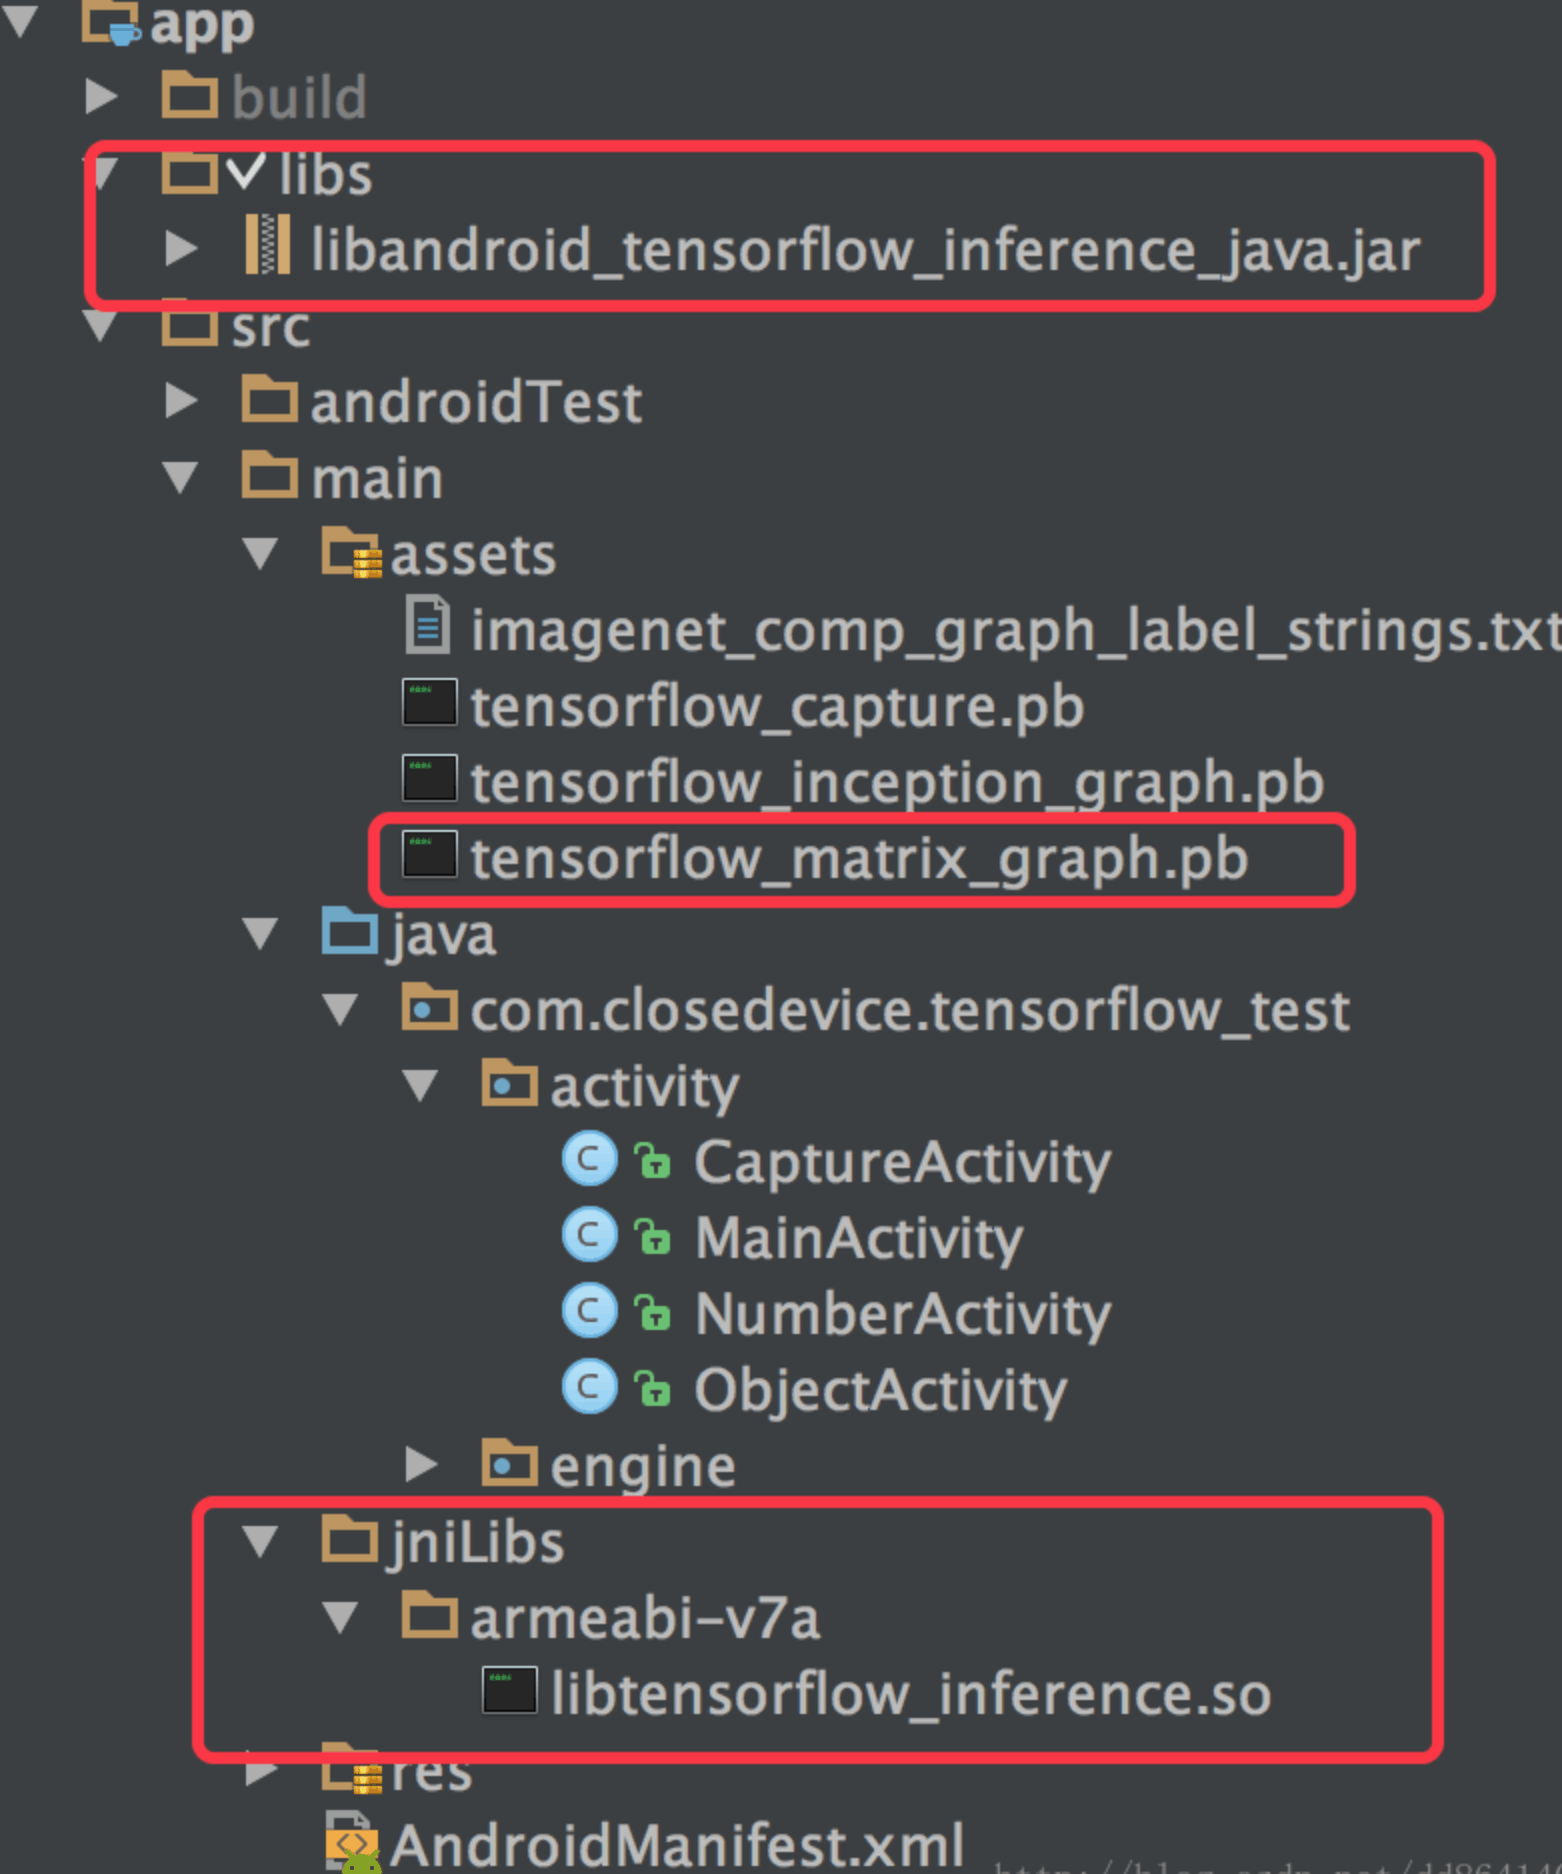 app
build
libs
libandroid_tensorflow_inference_java.jar
src
androidTest
main
assets
imagenet_comp_graph_label_strings.txt
tensorflow_capture.pb
tensorflow_inception_graph.pb
tensorflow_matrix_graph.pb
java
com.closedevice.tensorflow_test
activity
CaptureActivity
MainActivity
NumberActivity
ObjectActivity
engine
jniLibs
armeabi-v7a
libtensorflow_inference.so
res
AndroidManifest.xml